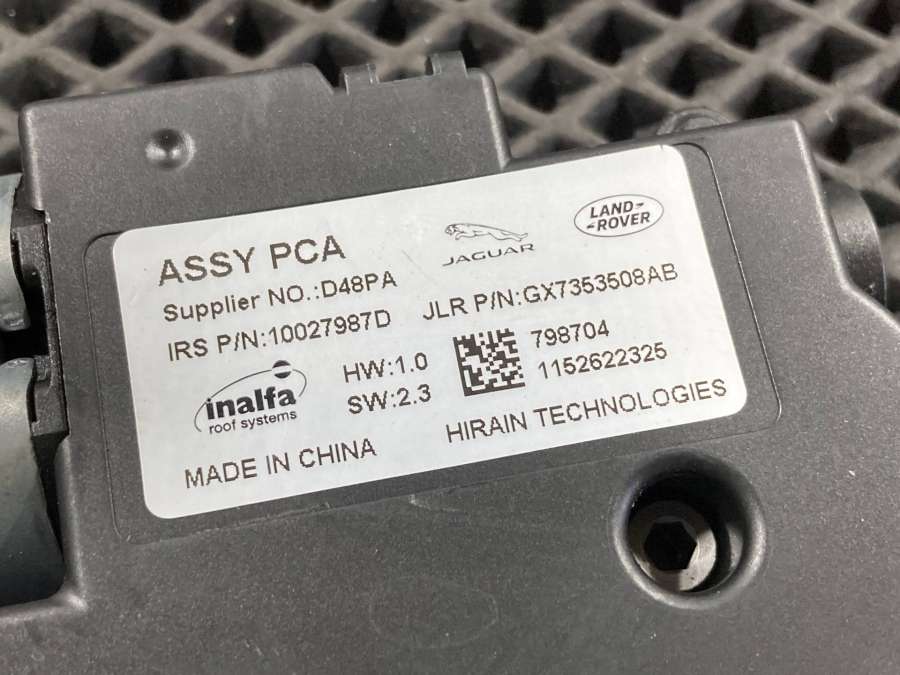 ASSY PCA
JAGUAR
LAND-
-ROVER
Supplier NO.:D48PA
JLR P/N:GX7353508AB
IRS P/N:10027987D
798704
1152622325
HW:1.0
SW:2.3
inalfa
roof systems
MADE IN CHINA
HIRAIN TECHNOLOGIES